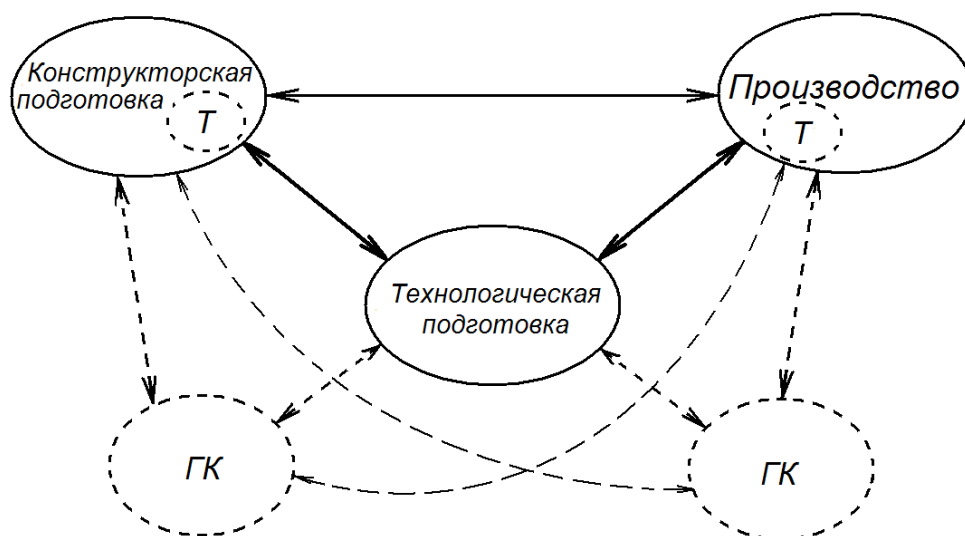 Конструкторская
подготовка
Т
Производство
Т
Технологическая
подготовка
ГК
ГК